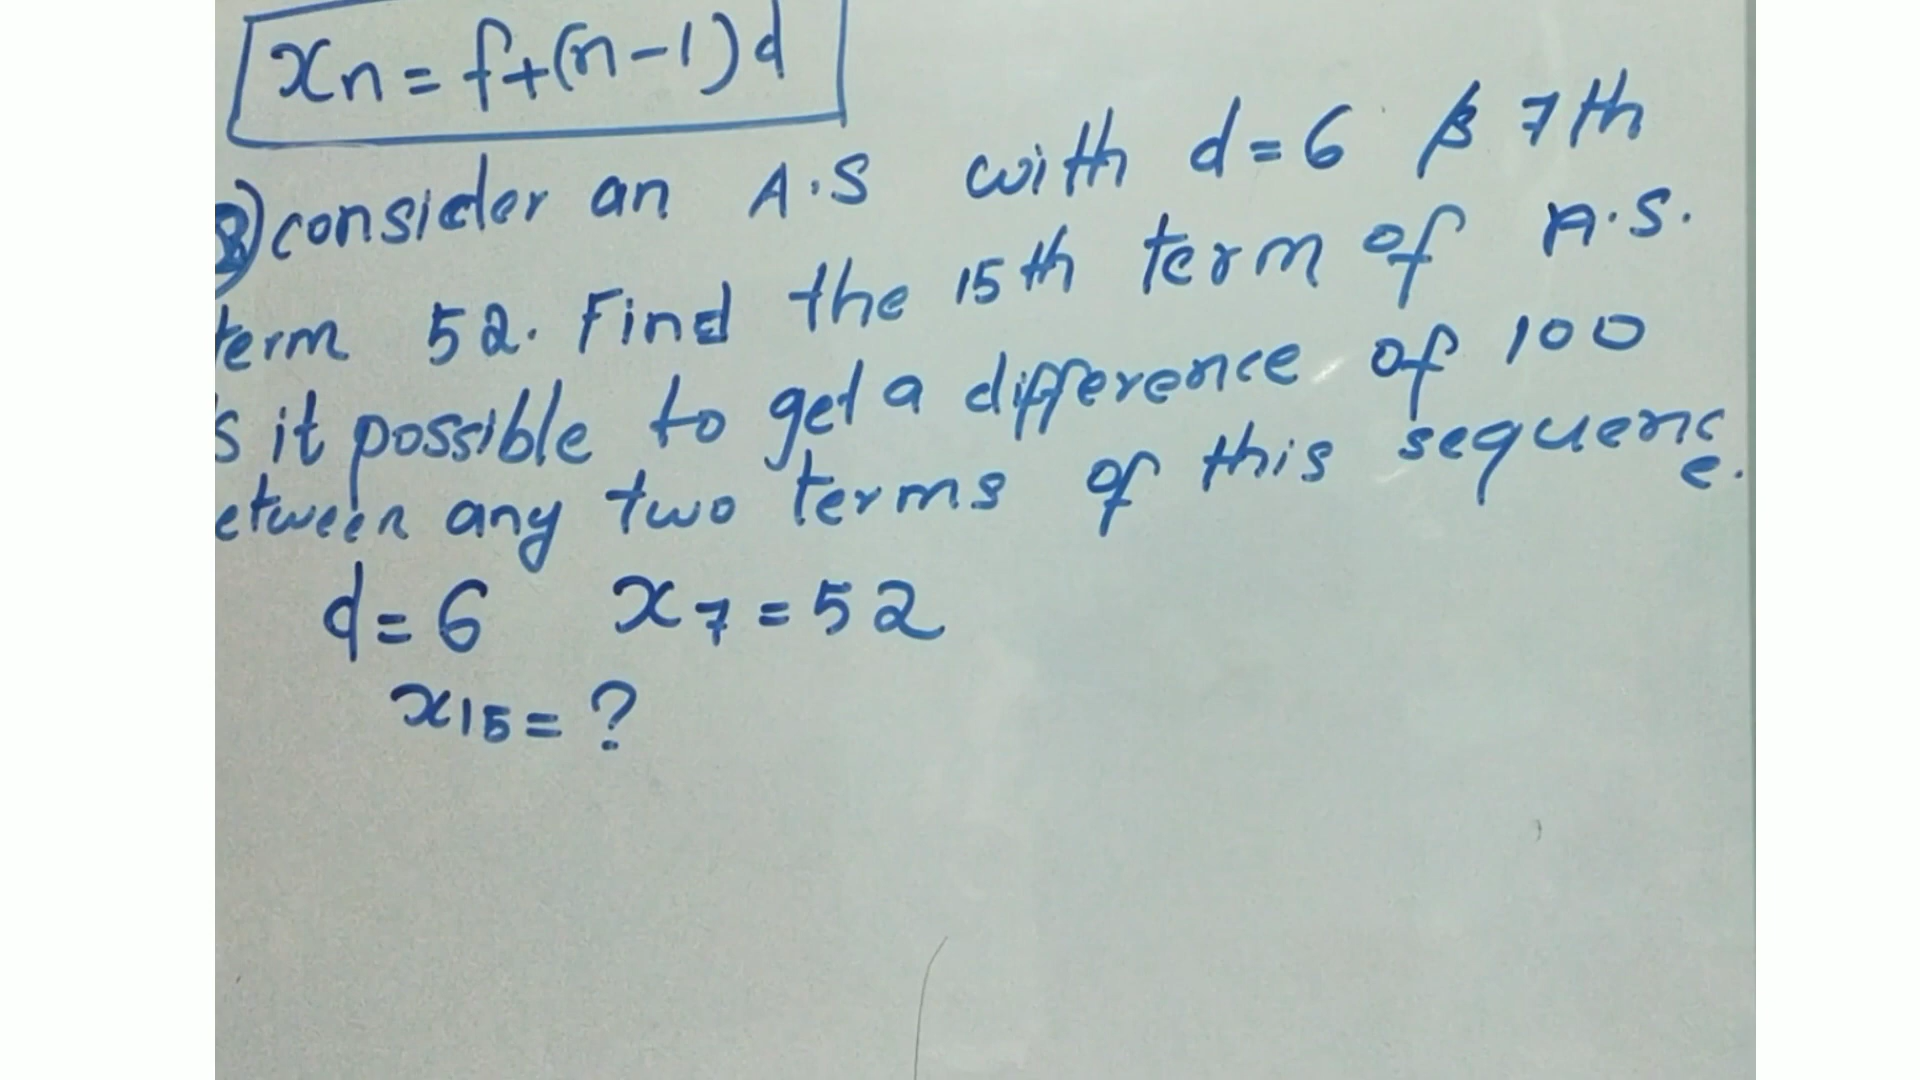 xn = f+(n-1)d
consider an A.S with d=6 & 7th
term 52. Find the 15th term of A.S.
s it possible to get a difference of 100
etween any two terms of this sequence.
d=6 x7=52
x15=?